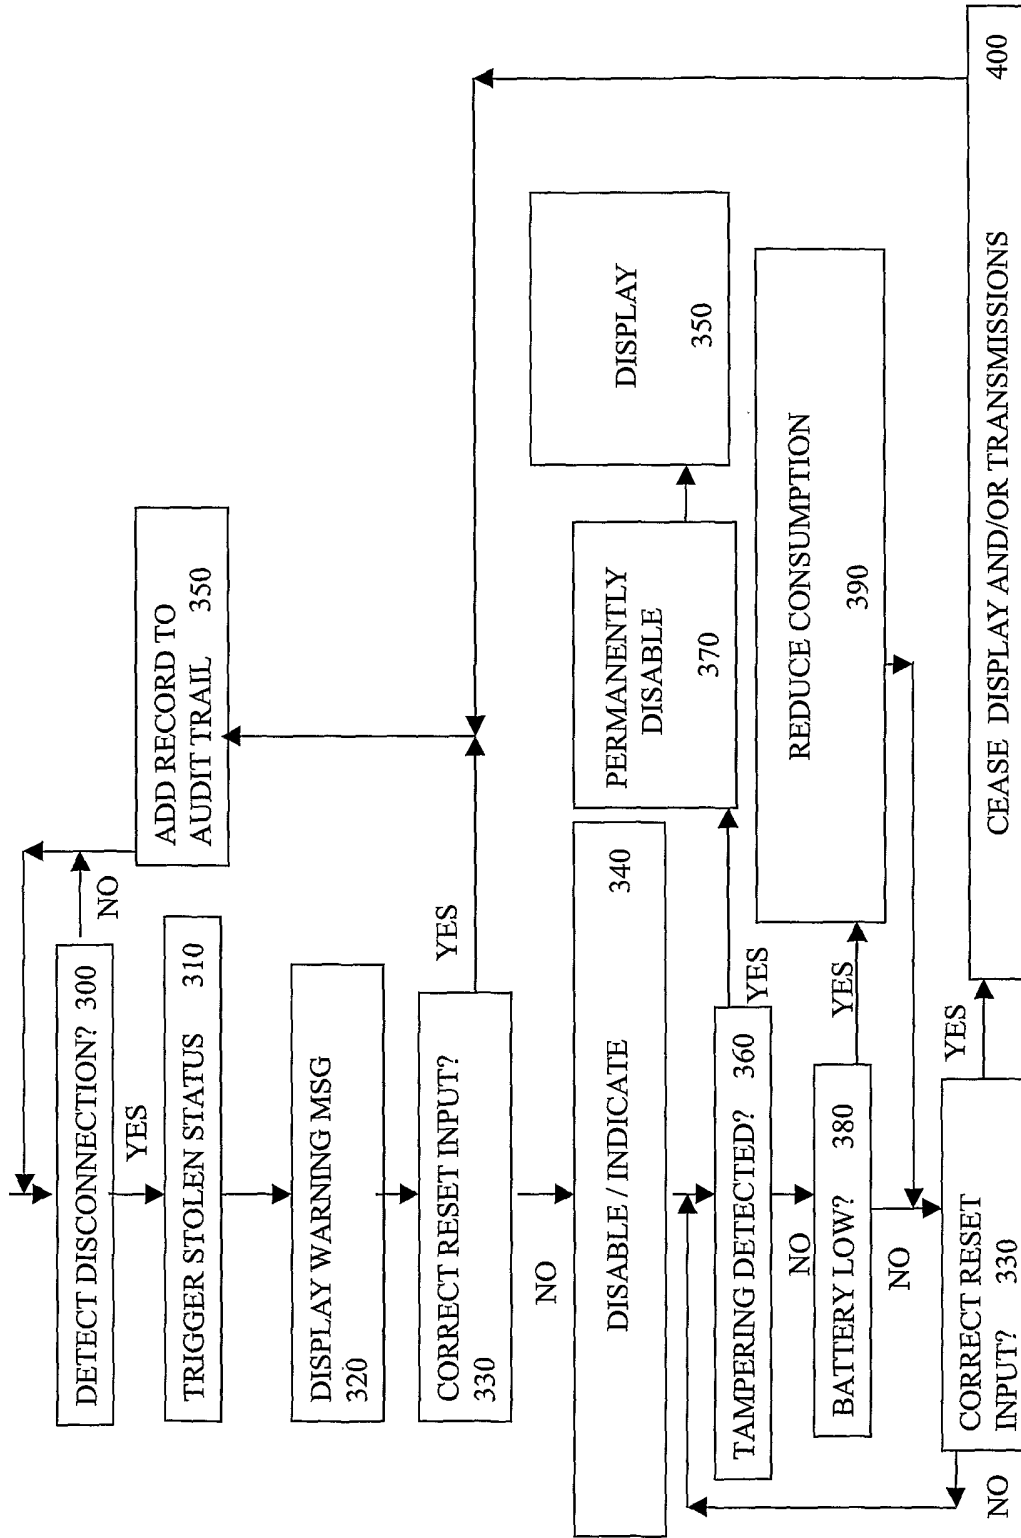 DETECT DISCONNECTION? 300
NO
YES
TRIGGER STOLEN STATUS 310
ADD RECORD TO
AUDIT TRAIL 350
DISPLAY WARNING MSG
320
CORRECT RESET INPUT?
330
YES
NO
DISABLE / INDICATE 340
TAMPERING DETECTED? 360
YES
PERMANENTLY
DISABLE
370
DISPLAY
350
NO
BATTERY LOW? 380
YES
REDUCE CONSUMPTION
390
NO
CORRECT RESET
INPUT? 330
YES
NO
CEASE DISPLAY AND/OR TRANSMISSIONS 400